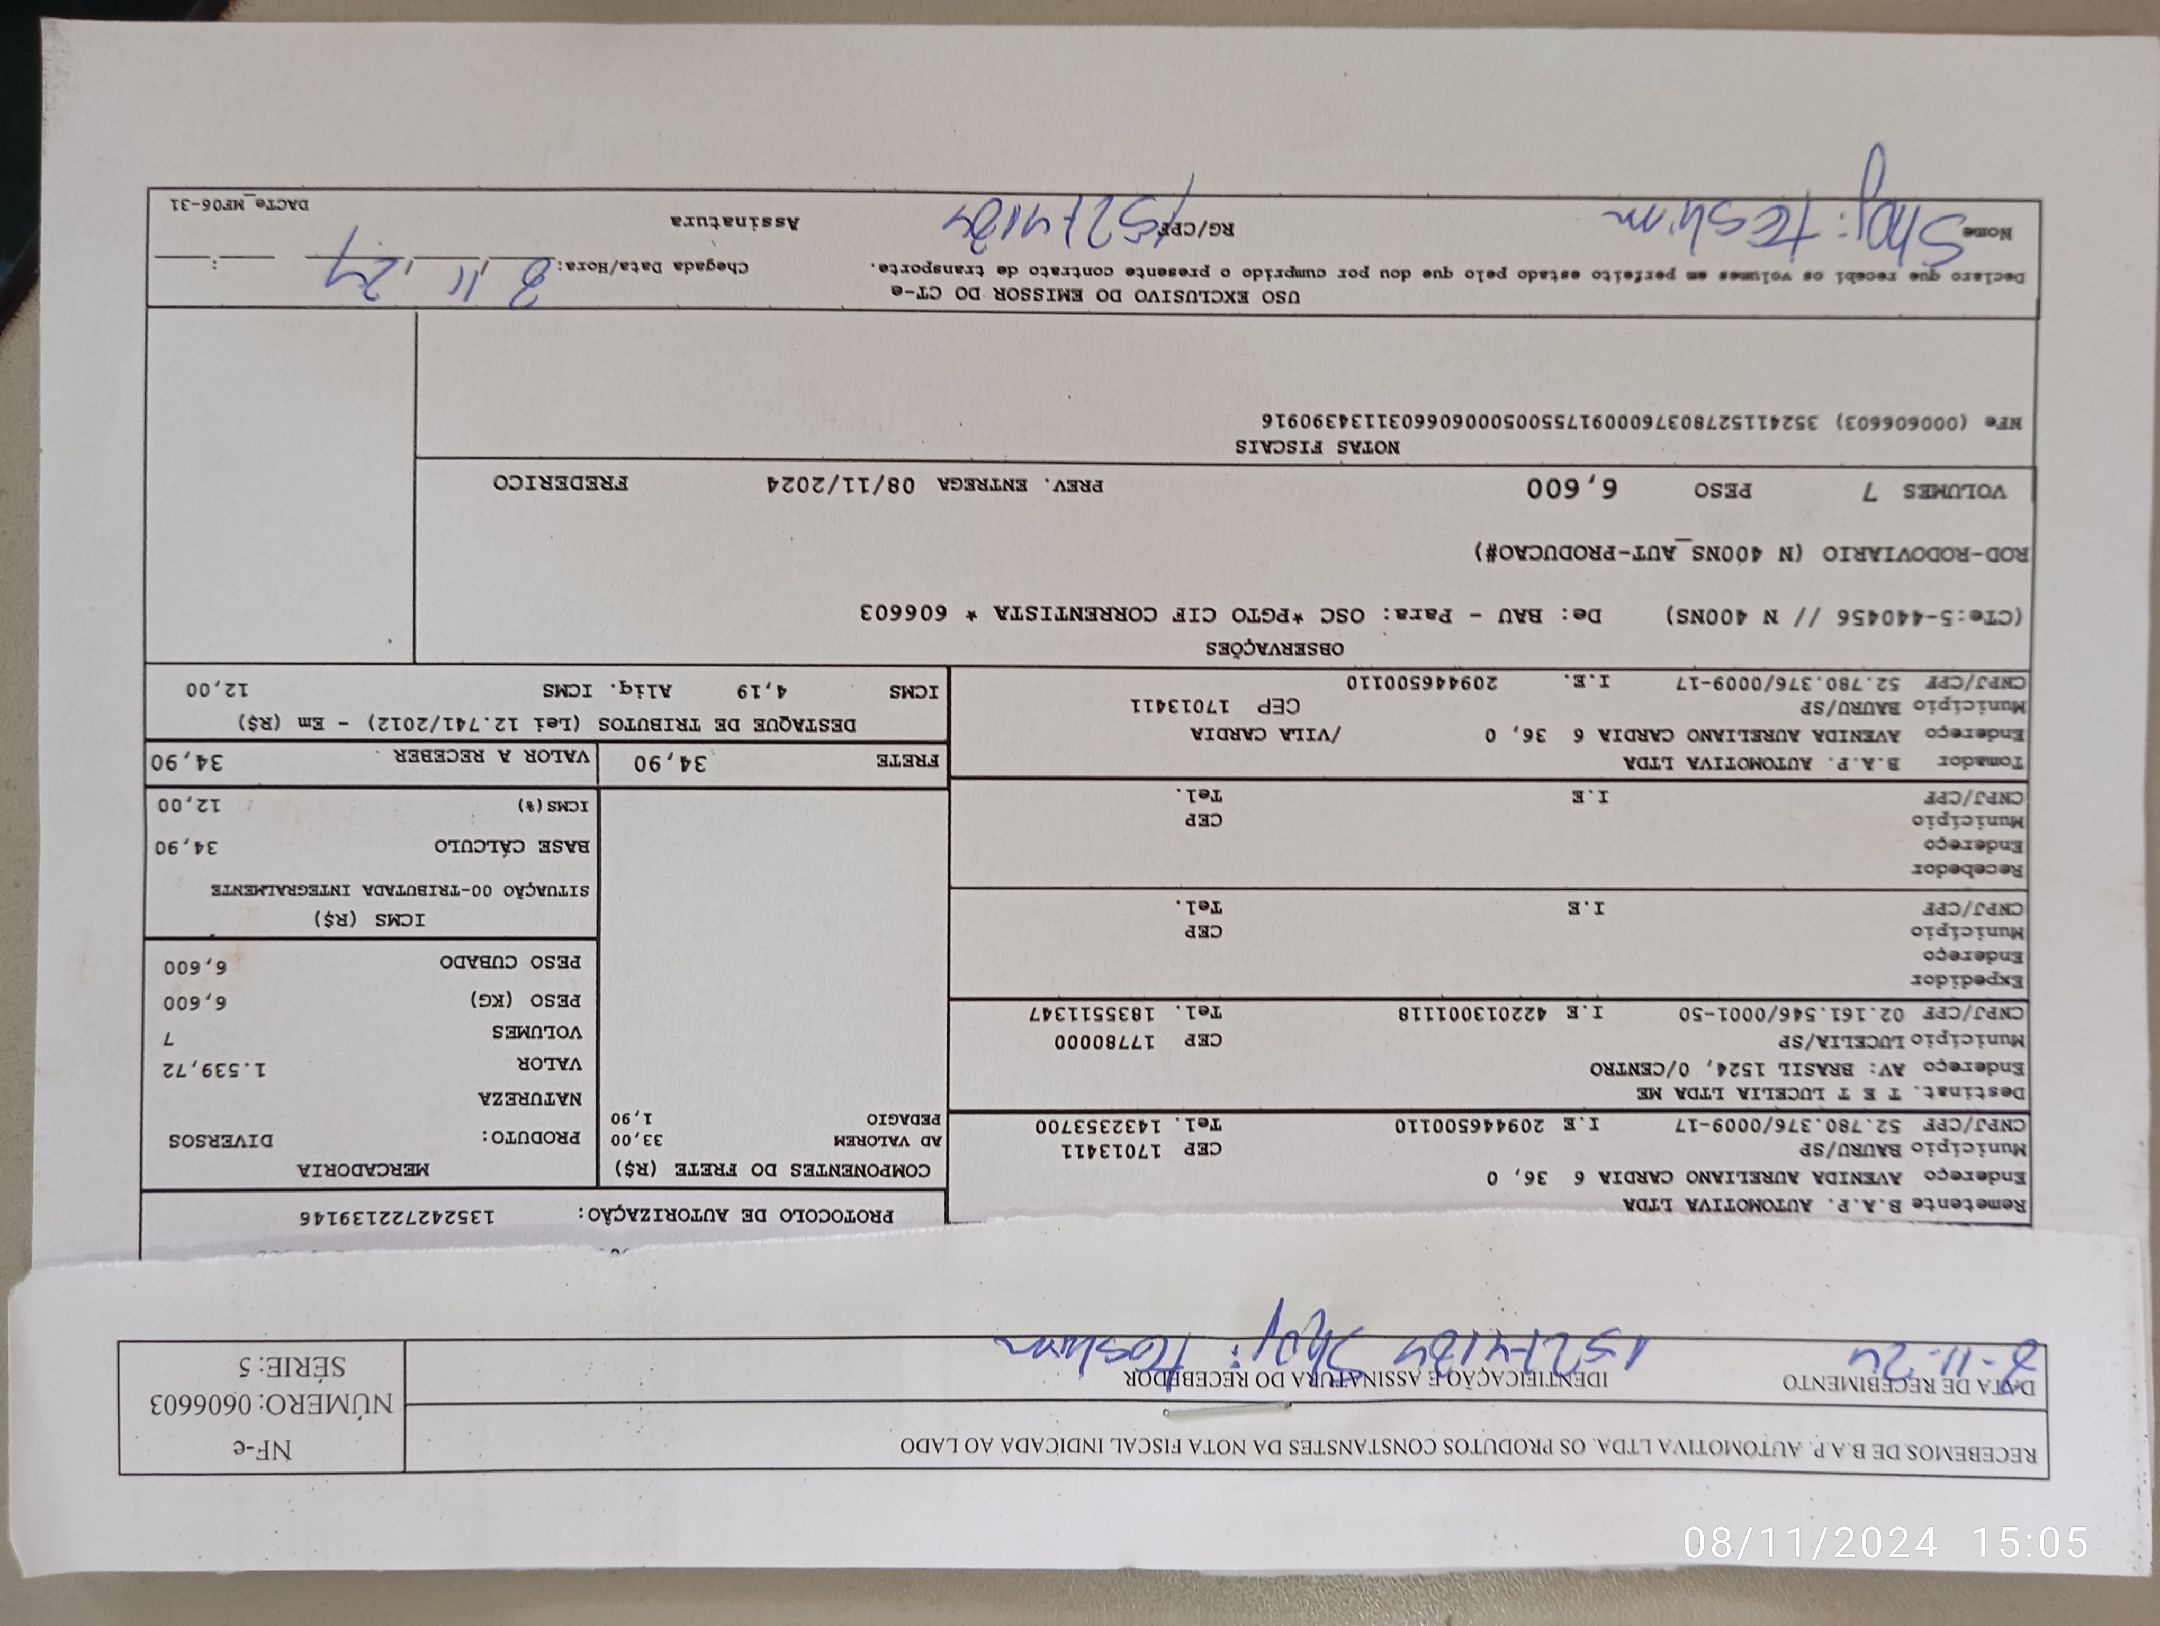 RECEBEMOS DE B.A.P. AUTOMOTIVA LTDA. OS PRODUTOS CONSTANSTES DA NOTA FISCAL INDICADA AO LADO
NF-e
NÚMERO: 0606603
SÉRIE: 5
DATA DE RECEBIMENTO
8-11-24
IDENTIFICAÇÃO E ASSINATURA DO RECEBEDOR
Remetente B.A.P. AUTOMOTIVA LTDA
Endereço AVENIDA AURELIANO CARDIA 6 36, 0
Município BAURU/SP CEP 17013411
CNPJ/CPF 52.780.376/0009-17 I.E 209446500110 Tel. 1432353700
Destinat. T E T LUCELIA LTDA ME
Endereço AV: BRASIL 1524, 0/CENTRO
Município LUCELIA/SP CEP 17780000
CNPJ/CPF 02.161.546/0001-50 I.E 422013001118 Tel. 1835511347
Expedidor
Endereço
Município CEP
CNPJ/CPF I.E Tel.
Recebedor
Endereço
Município CEP
CNPJ/CPF I.E Tel.
Tomador B.A.P. AUTOMOTIVA LTDA
Endereço AVENIDA AURELIANO CARDIA 6 36, 0 /VILA CARDIA
Município BAURU/SP CEP 17013411
CNPJ/CPF 52.780.376/0009-17 I.E. 209446500110
PROTOCOLO DE AUTORIZAÇÃO: 135242722139146
COMPONENTES DO FRETE (R$)
AD VALOREM 33,00
PEDAGIO 1,90
MERCADORIA
PRODUTO: DIVERSOS
NATUREZA
VALOR 1.539,72
VOLUMES 7
PESO (KG) 6,600
PESO CUBADO 6,600
ICMS (R$)
SITUAÇÃO 00-TRIBUTADA INTEGRALMENTE
BASE CÁLCULO 34,90
ICMS(%) 12,00
FRETE 34,90 VALOR A RECEBER 34,90
DESTAQUE DE TRIBUTOS (Lei 12.741/2012) - Em (R$)
ICMS 4,19 Aliq. ICMS 12,00
OBSERVAÇÕES
(CTe:5-440456 // N 400NS) De: BAU - Para: OSC *PGTO CIF CORRENTISTA * 606603
ROD-RODOVIARIO (N 400NS_AUT-PRODUCAO#)
VOLUMES 7 PESO 6,600 PREV. ENTREGA 08/11/2024 FREDERICO
NOTAS FISCAIS
NFe (000606603) 35241152780376000917550050006066031134390916
USO EXCLUSIVO DO EMISSOR DO CT-e
Declaro que recebi os volumes em perfeito estado pelo que dou por cumprido o presente contrato de transporte.
Chegada Data/Hora: 8, 11, 24 __:__
Nome RG/CPF Assinatura
DACTe_MF06-31
08/11/2024 15:05